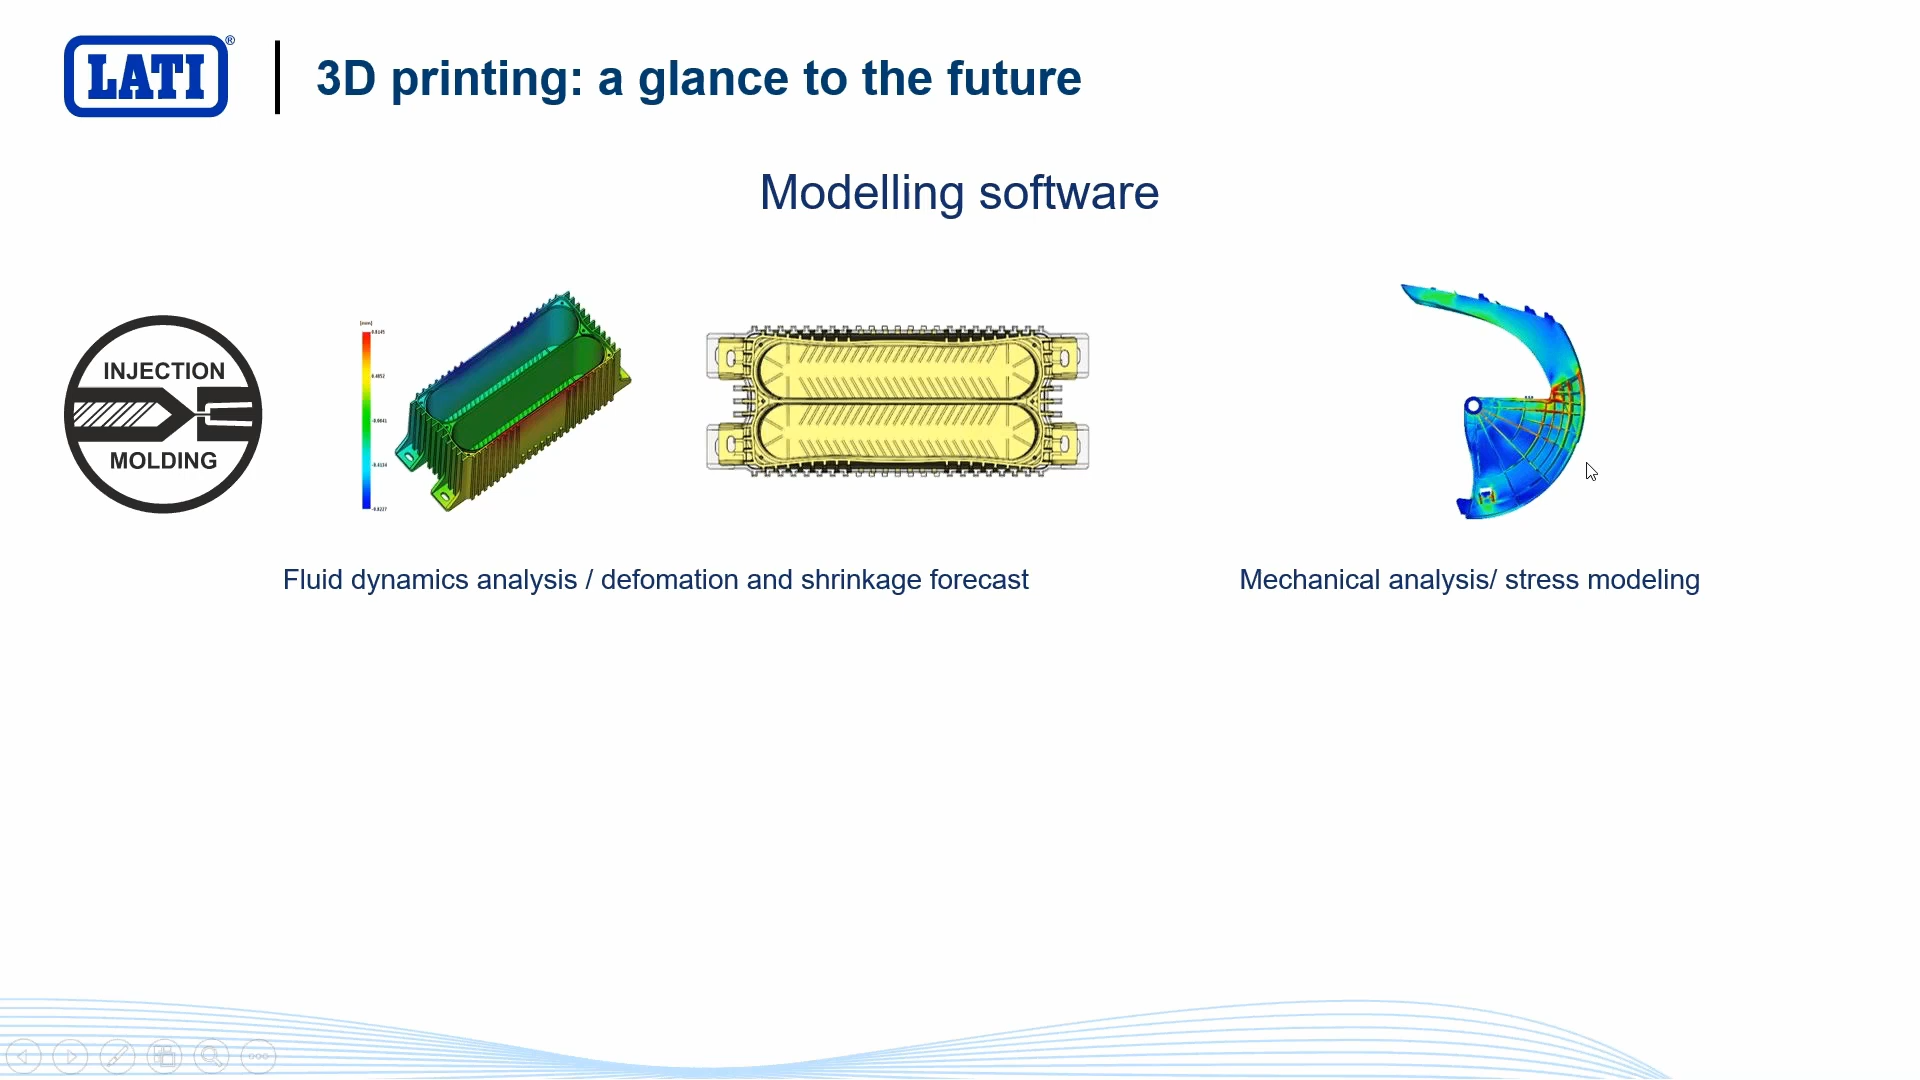 LATI®
3D printing: a glance to the future
Modelling software
INJECTION
MOLDING
Fluid dynamics analysis / defomation and shrinkage forecast
Mechanical analysis/ stress modeling